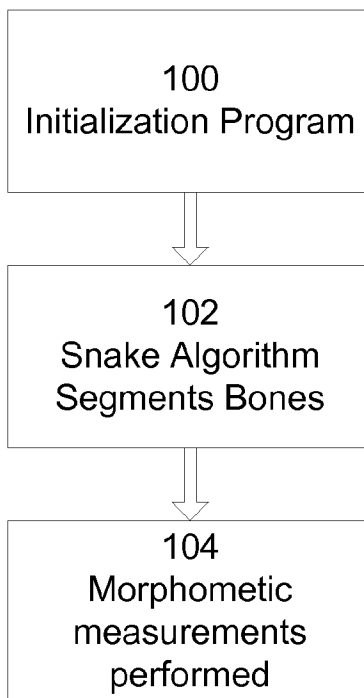 100
Initialization Program
102
Snake Algorithm
Segments Bones
104
Morphometic
measurements
performed